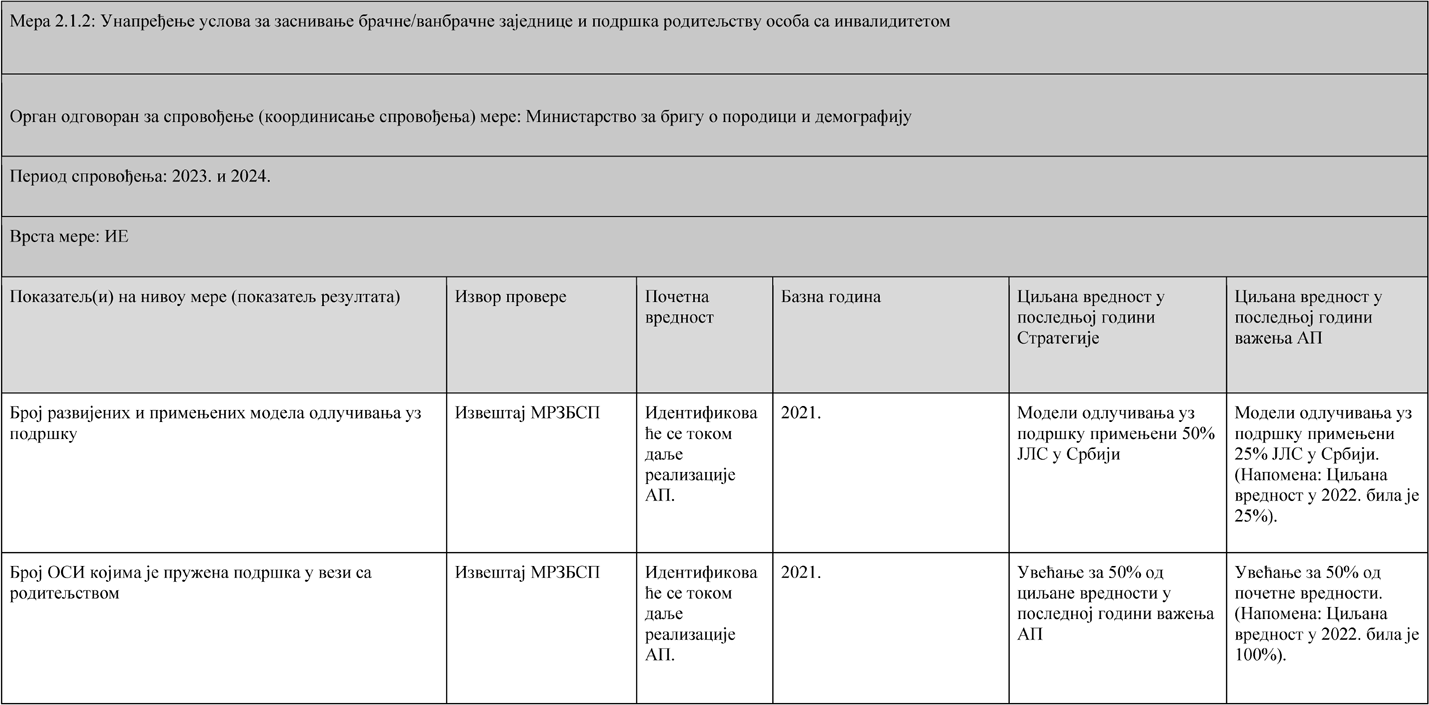 Мера 2.1.2: Унапређење услова за заснивање брачне/ванбрачне заједнице и подршка родитељству особа са инвалидитетом
Орган одговоран за спровођење (координисање спровођења) мере: Министарство за бригу о породици и демографију
Период спровођења: 2023. и 2024.
Врста мере: ИЕ
Показатељ(и) на нивоу мере (показатељ резултата)
Извор провере
Почетна
вредност
Базна година
Циљана вредност у
последњој години
Стратегије
Циљана вредност у
последњој години
важења АП
Број развијених и примењених модела одлучивања уз
подршку
Извештај МРЗБСП
Идентификова
ће се током
даље
реализације
АП.
2021.
Модели одлучивања уз
подршку примењени 50%
ЈЛС у Србији
Модели одлучивања уз
подршку примењени
25% ЈЛС у Србији.
(Напомена: Циљана
вредност у 2022. била је
25%).
Број ОСИ којима је пружена подршка у вези са
родитељством
Извештај МРЗБСП
Идентификова
ће се током
даље
реализације
АП.
2021.
Увећање за 50% од
циљане вредности у
последној години важења
АП
Увећање за 50% од
почетне вредности.
(Напомена: Циљана
вредност у 2022. била је
100%).